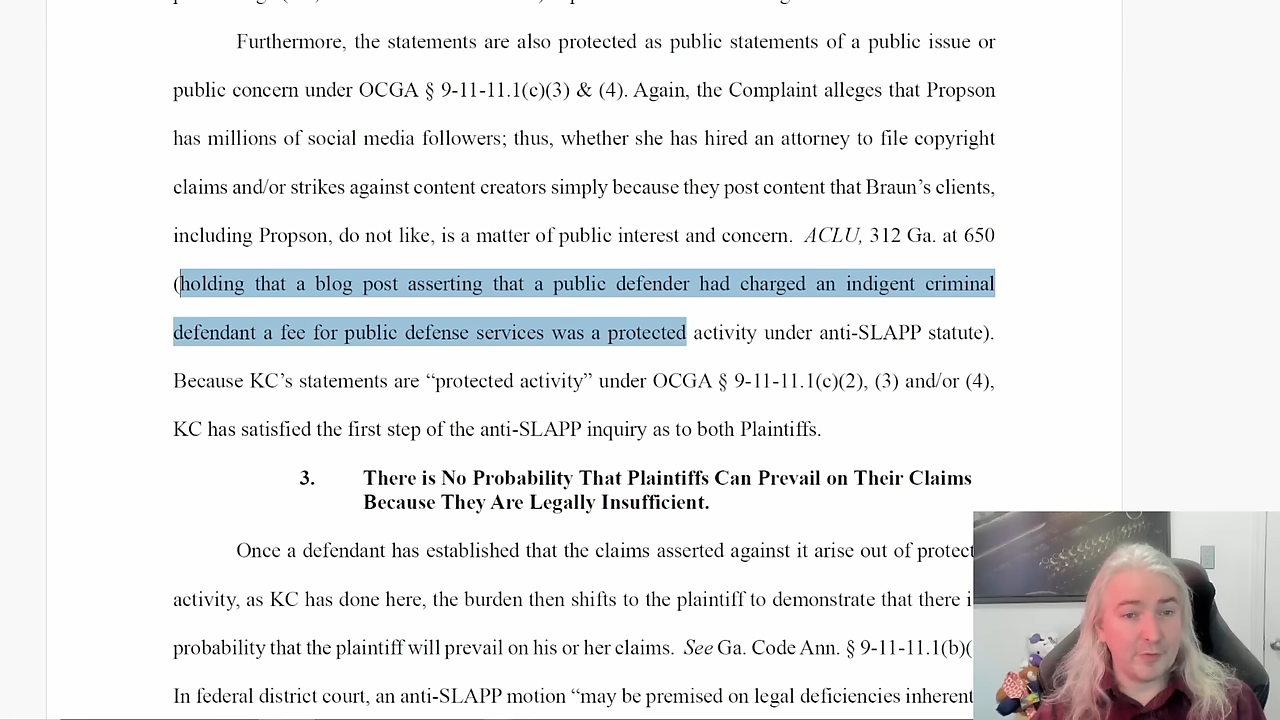 Furthermore, the statements are also protected as public statements of a public issue or
public concern under OCGA § 9-11-11.1(c)(3) & (4). Again, the Complaint alleges that Propson
has millions of social media followers; thus, whether she has hired an attorney to file copyright
claims and/or strikes against content creators simply because they post content that Braun’s clients,
including Propson, do not like, is a matter of public interest and concern. ACLU, 312 Ga. at 650
(holding that a blog post asserting that a public defender had charged an indigent criminal
defendant a fee for public defense services was a protected activity under anti-SLAPP statute).
Because KC’s statements are “protected activity” under OCGA § 9-11-11.1(c)(2), (3) and/or (4),
KC has satisfied the first step of the anti-SLAPP inquiry as to both Plaintiffs.
3. There is No Probability That Plaintiffs Can Prevail on Their Claims
Because They Are Legally Insufficient.
Once a defendant has established that the claims asserted against it arise out of protect
activity, as KC has done here, the burden then shifts to the plaintiff to demonstrate that there i
probability that the plaintiff will prevail on his or her claims. See Ga. Code Ann. § 9-11-11.1(b)(
In federal district court, an anti-SLAPP motion “may be premised on legal deficiencies inherent